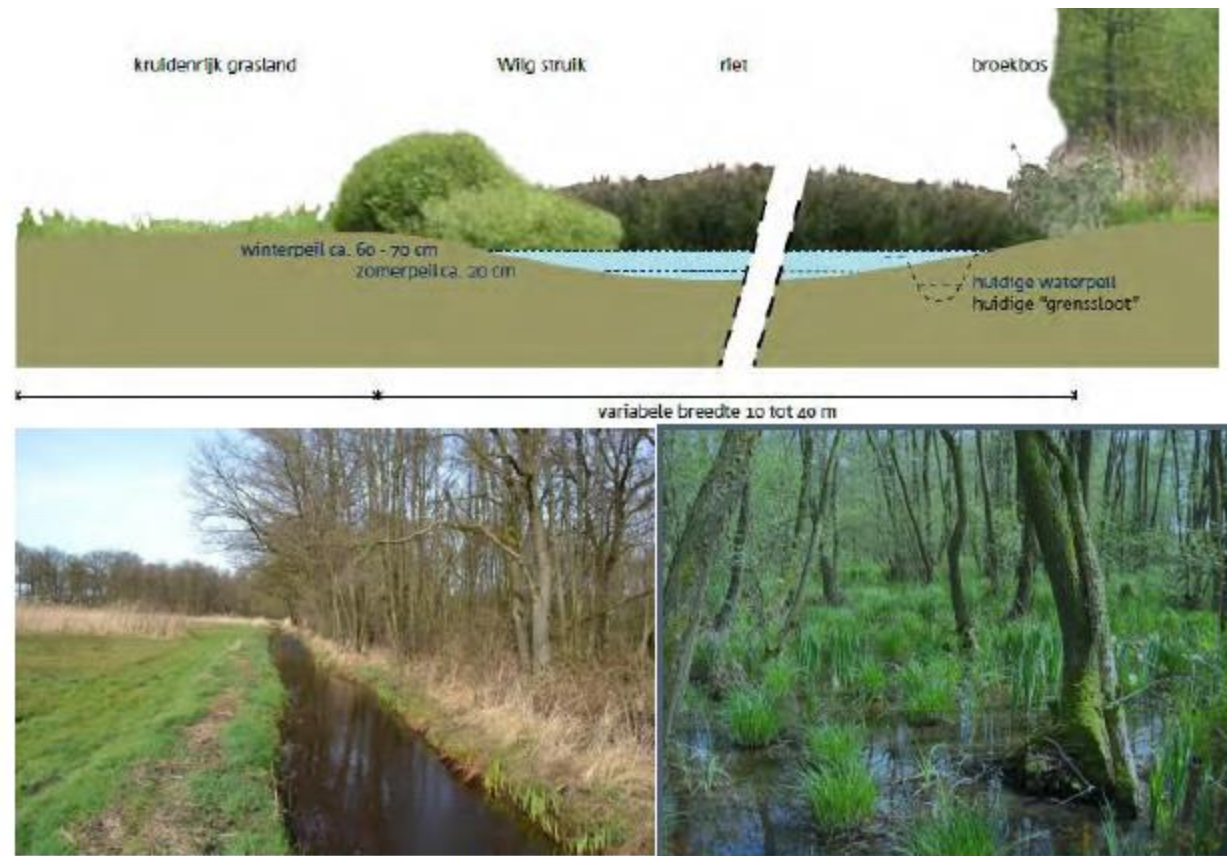 kruidenrijk grasland
Wilg struik
riet
broekbos
winterpeil ca. 60 - 70 cm
zomerpeil ca. 20 cm
huidige waterpeil
huidige "grenssloot"
variabele breedte 10 tot 40 m